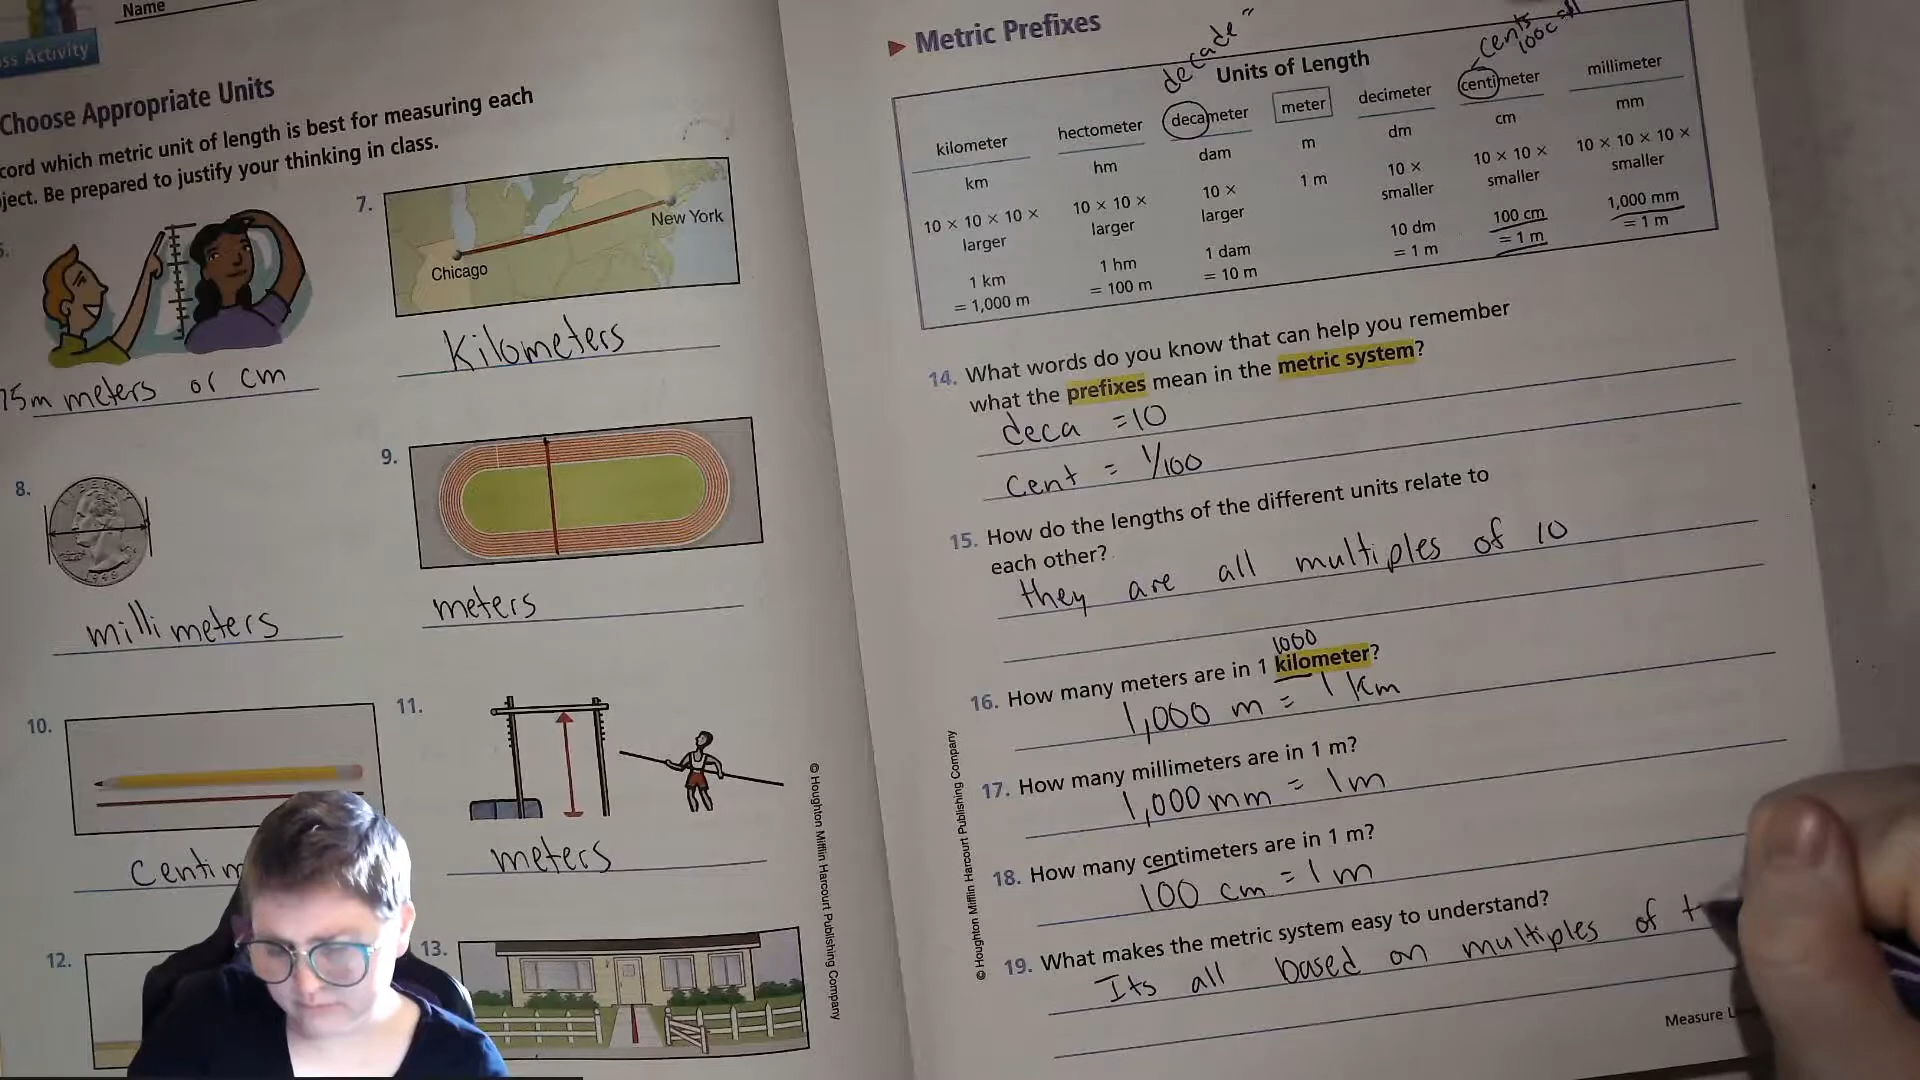 Name
ss Activity
Choose Appropriate Units
cord which metric unit of length is best for measuring each
ject. Be prepared to justify your thinking in class.
7.
New York
Chicago
Kilometers
75m meters or cm
8.
LIBERTY
millimeters
9.
meters
10.
Centim
11.
meters
12.
13.
© Houghton Mifflin Harcourt Publishing Company
Metric Prefixes
decade
cents
Units of Length
kilometer hectometer decameter meter decimeter centimeter millimeter
km hm dam m dm cm mm
10 × 10 × 10 × larger
10 × 10 × larger
10 × larger
1 m
10 × smaller
10 × 10 × smaller
10 × 10 × 10 × smaller
1 km = 1,000 m
1 hm = 100 m
1 dam = 10 m
10 dm = 1 m
100 cm = 1 m
1,000 mm = 1 m
14. What words do you know that can help you remember
what the prefixes mean in the metric system?
deca =10
cent = 1/100
15. How do the lengths of the different units relate to
each other?
they are all multiples of 10
1000
16. How many meters are in 1 kilometer?
1,000 m = 1 km
17. How many millimeters are in 1 m?
1,000mm = 1m
18. How many centimeters are in 1 m?
100 cm = 1m
19. What makes the metric system easy to understand?
Its all based on multiples of t
© Houghton Mifflin Harcourt Publishing Company
Measure L